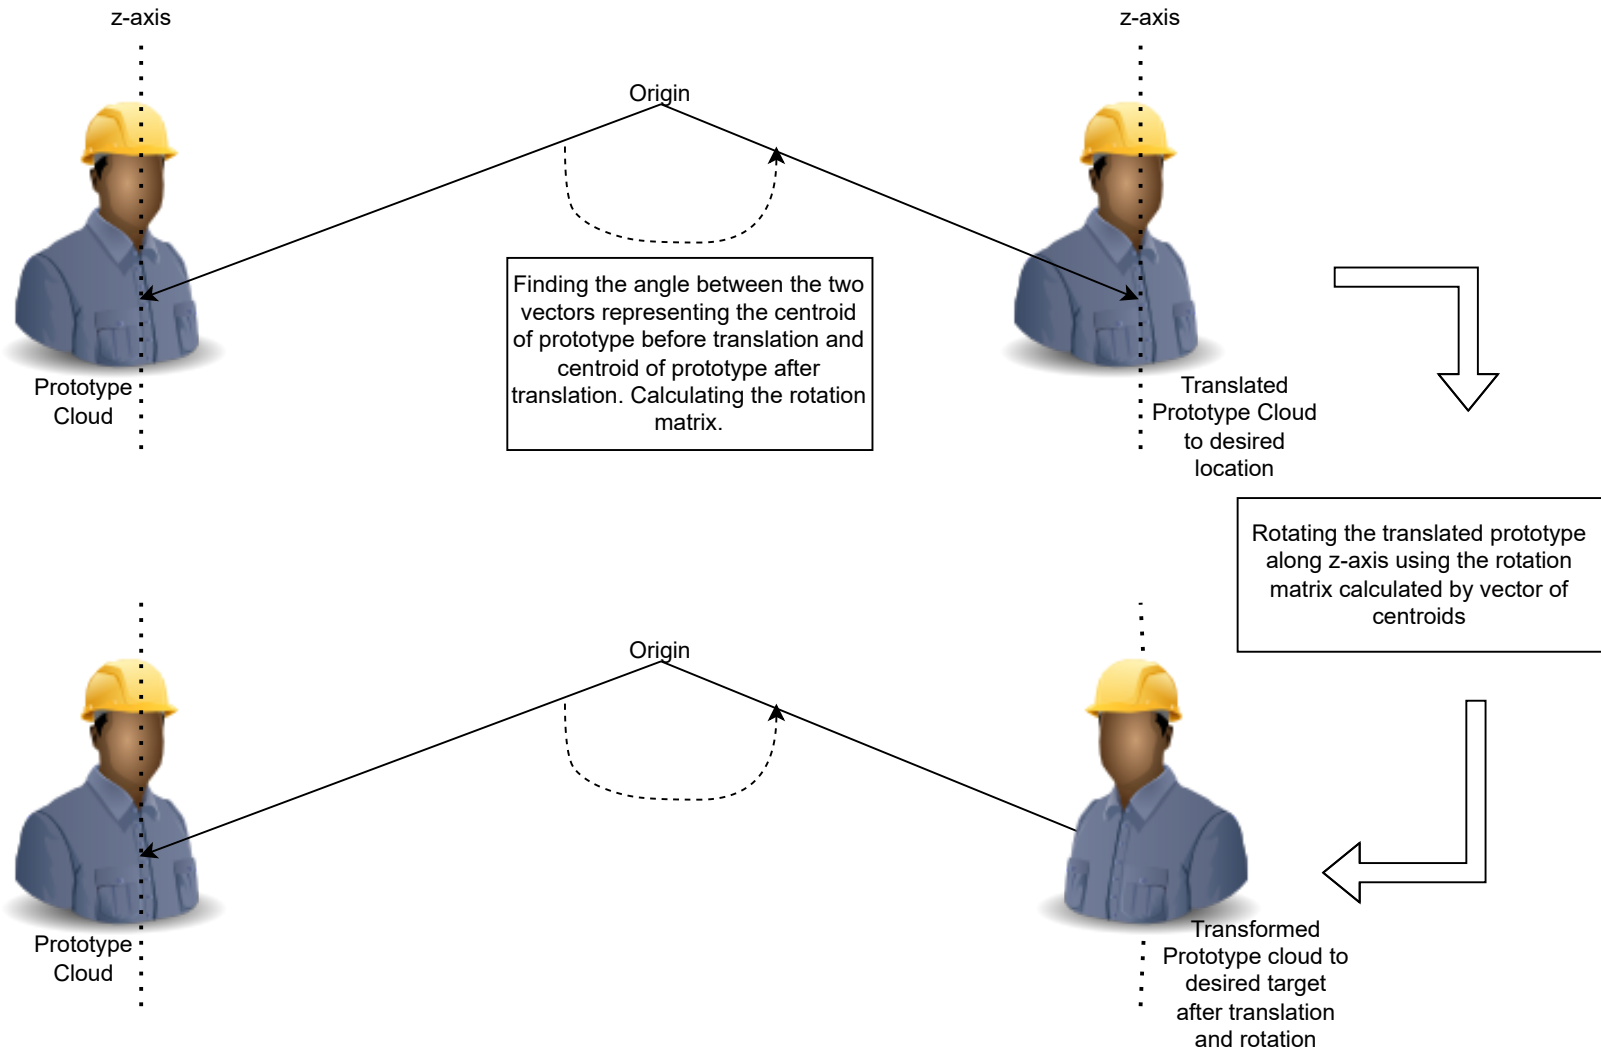 z-axis
z-axis
Origin
Finding the angle between the two
vectors representing the centroid
of prototype before translation and
centroid of prototype after
translation. Calculating the rotation
matrix.
Prototype
Cloud
Translated
Prototype Cloud
to desired
location
Rotating the translated prototype
along z-axis using the rotation
matrix calculated by vector of
centroids
Origin
Prototype
Cloud
Transformed
Prototype cloud to
desired target
after translation
and rotation